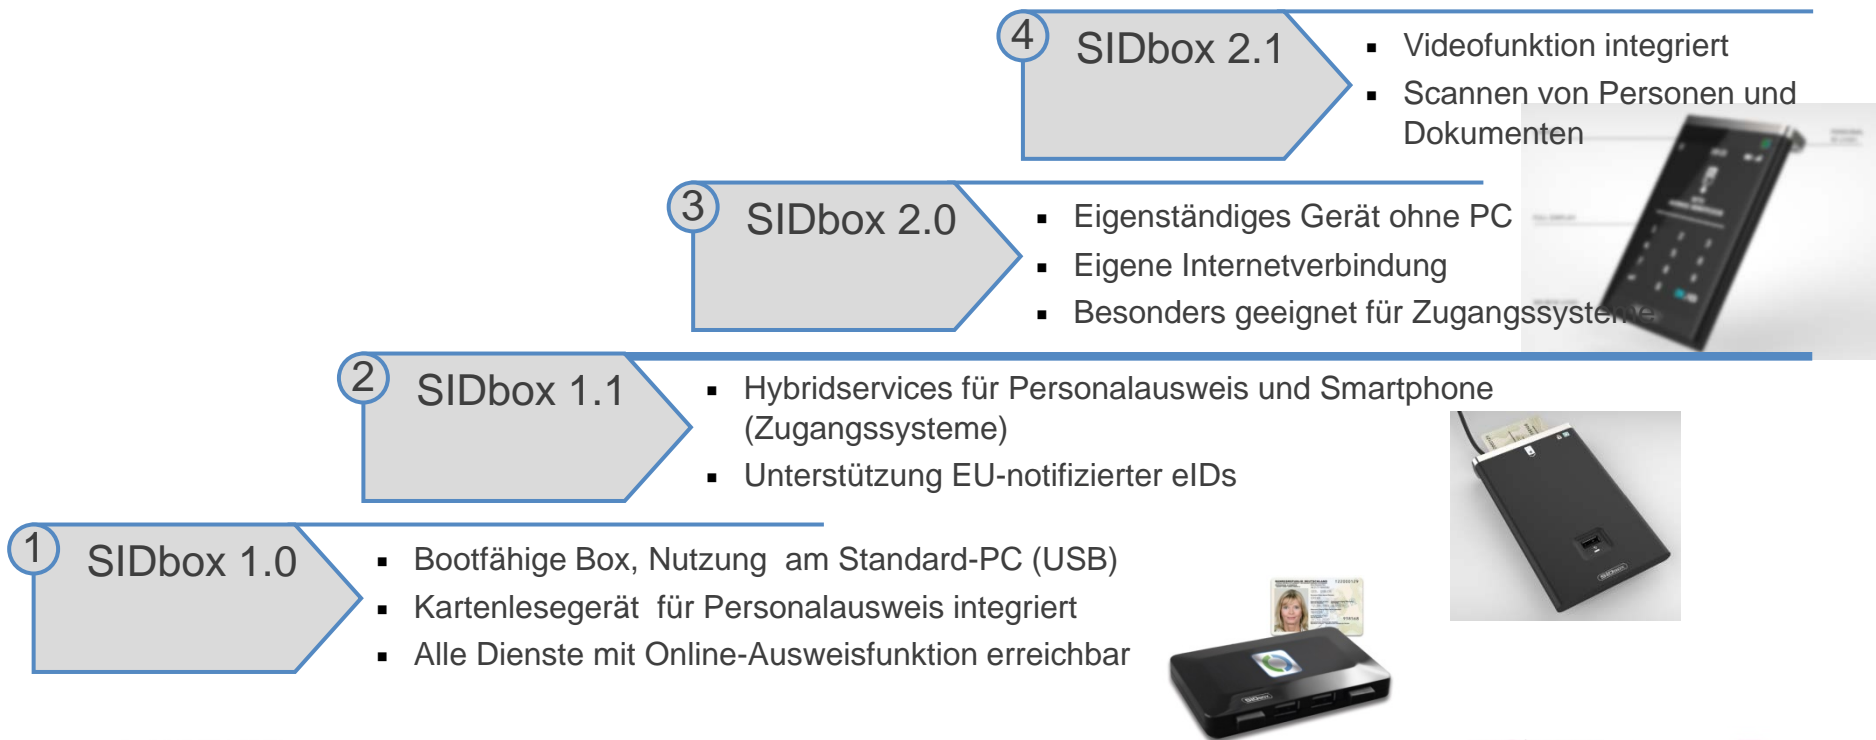 4
SIDbox 2.1
▪ Videofunktion integriert
▪ Scannen von Personen und
Dokumenten
3
SIDbox 2.0
▪ Eigenständiges Gerät ohne PC
▪ Eigene Internetverbindung
▪ Besonders geeignet für Zugangssysteme
2
SIDbox 1.1
▪ Hybridservices für Personalausweis und Smartphone
(Zugangssysteme)
▪ Unterstützung EU-notifizierter eIDs
1
SIDbox 1.0
▪ Bootfähige Box, Nutzung am Standard-PC (USB)
▪ Kartenlesegerät für Personalausweis integriert
▪ Alle Dienste mit Online-Ausweisfunktion erreichbar